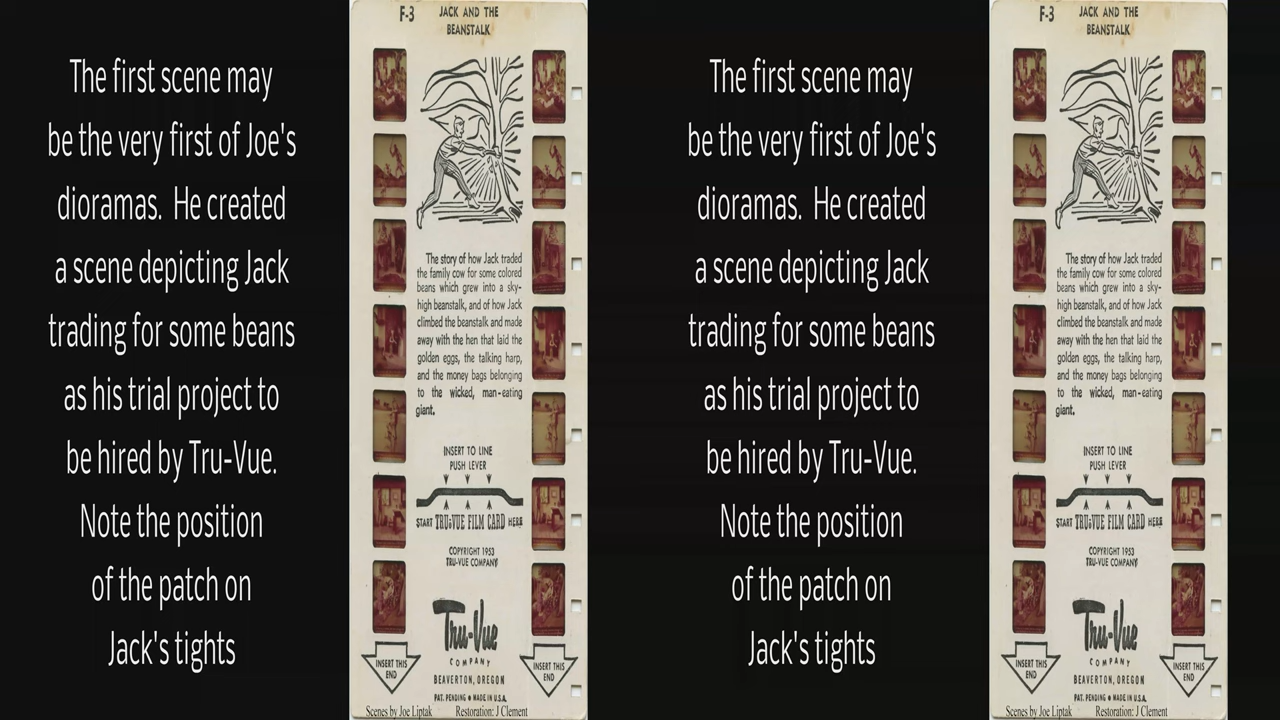 The first scene may
be the very first of Joe's
dioramas.  He created
a scene depicting Jack
trading for some beans
as his trial project to
be hired by Tru-Vue.
Note the position
of the patch on
Jack's tights
F-3
JACK AND THE
BEANSTALK
The story of how Jack traded
the family cow for some colored
beans which grew into a sky-
high beanstalk, and of how Jack
climbed the beanstalk and made
away with the hen that laid the
golden eggs, the talking harp,
and the money bags belonging
to the wicked, man-eating
giant.
INSERT TO LINE
PUSH LEVER
START TRU-VUE FILM CARD HERE
COPYRIGHT 1953
TRU-VUE COMPANY
Tru-Vue
COMPANY
BEAVERTON, OREGON
PAT. PENDING ● MADE IN U.S.A.
INSERT THIS
END
INSERT THIS
END
Scenes by Joe Liptak Restoration: J Clement
The first scene may
be the very first of Joe's
dioramas.  He created
a scene depicting Jack
trading for some beans
as his trial project to
be hired by Tru-Vue.
Note the position
of the patch on
Jack's tights
F-3
JACK AND THE
BEANSTALK
The story of how Jack traded
the family cow for some colored
beans which grew into a sky-
high beanstalk, and of how Jack
climbed the beanstalk and made
away with the hen that laid the
golden eggs, the talking harp,
and the money bags belonging
to the wicked, man-eating
giant.
INSERT TO LINE
PUSH LEVER
START TRU-VUE FILM CARD HERE
COPYRIGHT 1953
TRU-VUE COMPANY
Tru-Vue
COMPANY
BEAVERTON, OREGON
PAT. PENDING ● MADE IN U.S.A.
INSERT THIS
END
INSERT THIS
END
Scenes by Joe Liptak Restoration: J Clement